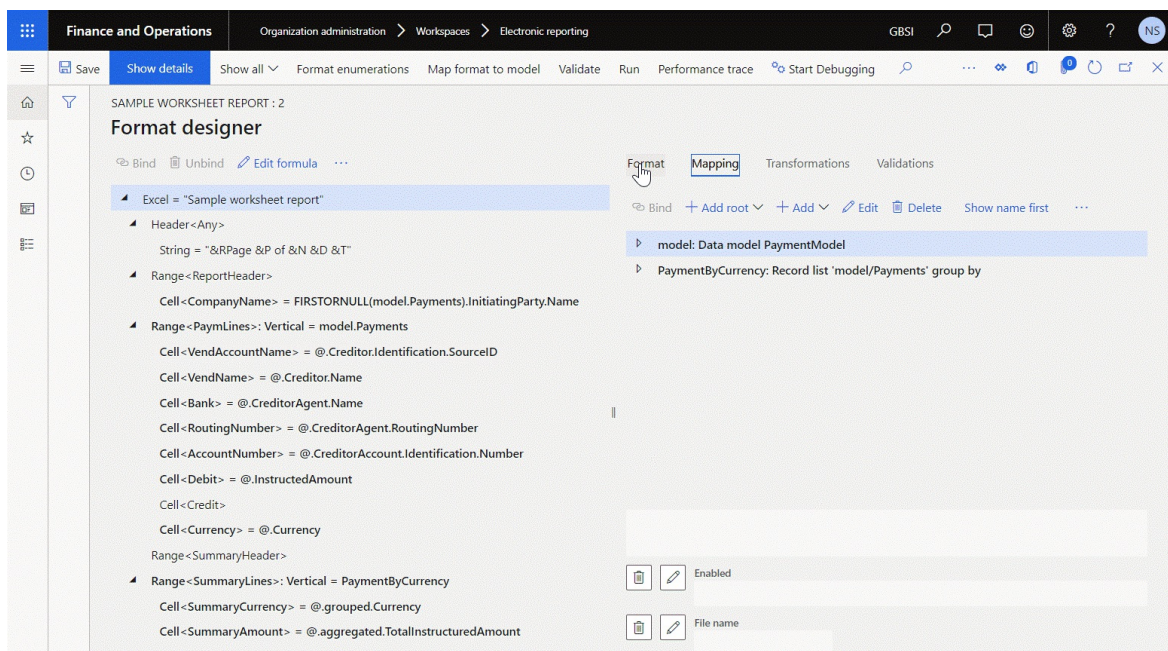 Finance and Operations
Organization administration > Workspaces > Electronic reporting
GBSI
?
NS
Save
Show details
Show all
Format enumerations
Map format to model
Validate
Run
Performance trace
Start Debugging
...
0
SAMPLE WORKSHEET REPORT : 2
Format designer
Bind
Unbind
Edit formula
...
Excel = "Sample worksheet report"
Header<Any>
String = "&RPage &P of &N &D &T"
Range<ReportHeader>
Cell<CompanyName> = FIRSTORNULL(model.Payments).InitiatingParty.Name
Range<PaymLines>: Vertical = model.Payments
Cell<VendAccountName> = @.Creditor.Identification.SourceID
Cell<VendName> = @.Creditor.Name
Cell<Bank> = @.CreditorAgent.Name
Cell<RoutingNumber> = @.CreditorAgent.RoutingNumber
Cell<AccountNumber> = @.CreditorAccount.Identification.Number
Cell<Debit> = @.InstructedAmount
Cell<Credit>
Cell<Currency> = @.Currency
Range<SummaryHeader>
Range<SummaryLines>: Vertical = PaymentByCurrency
Cell<SummaryCurrency> = @.grouped.Currency
Cell<SummaryAmount> = @.aggregated.TotalInstructuredAmount
Format
Mapping
Transformations
Validations
Bind
+ Add root
+ Add
Edit
Delete
Show name first
...
model: Data model PaymentModel
PaymentByCurrency: Record list 'model/Payments' group by
Enabled
File name